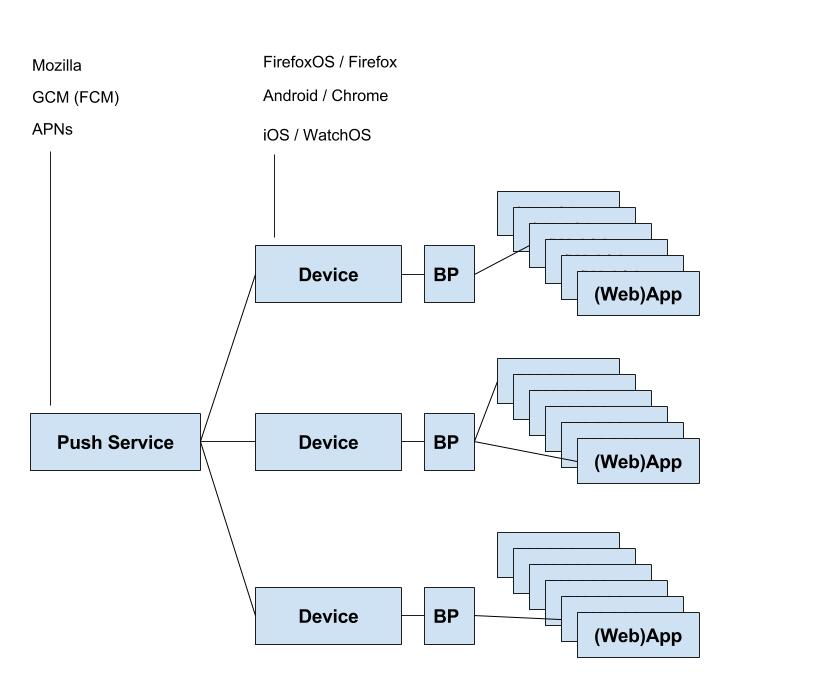 Mozilla
GCM (FCM)
APNs
FirefoxOS / Firefox
Android / Chrome
iOS / WatchOS
Device
BP
(Web)App
Push Service
Device
BP
(Web)App
Device
BP
(Web)App